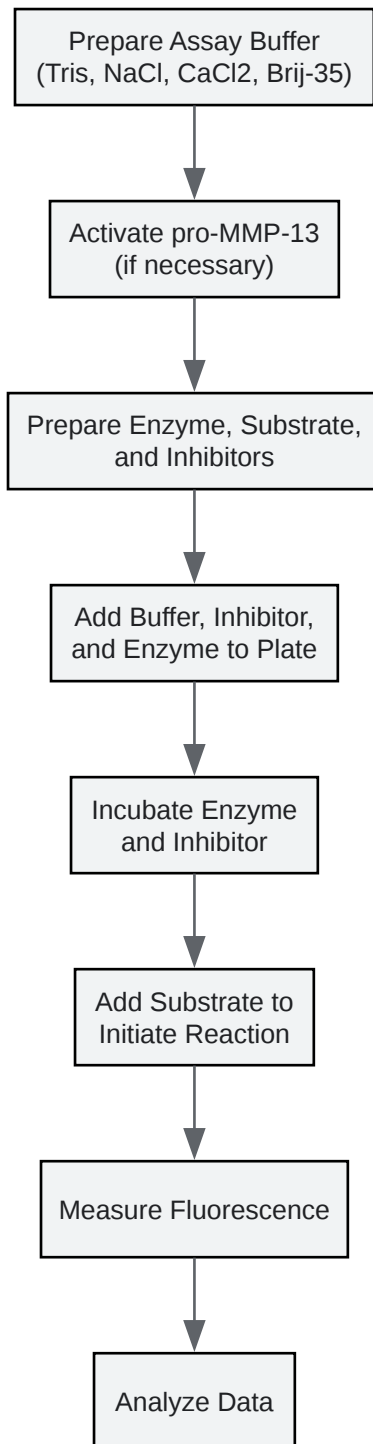 Prepare Assay Buffer
(Tris, NaCl, CaCl2, Brij-35)
Activate pro-MMP-13
(if necessary)
Prepare Enzyme, Substrate,
and Inhibitors
Add Buffer, Inhibitor,
and Enzyme to Plate
Incubate Enzyme
and Inhibitor
Add Substrate to
Initiate Reaction
Measure Fluorescence
Analyze Data